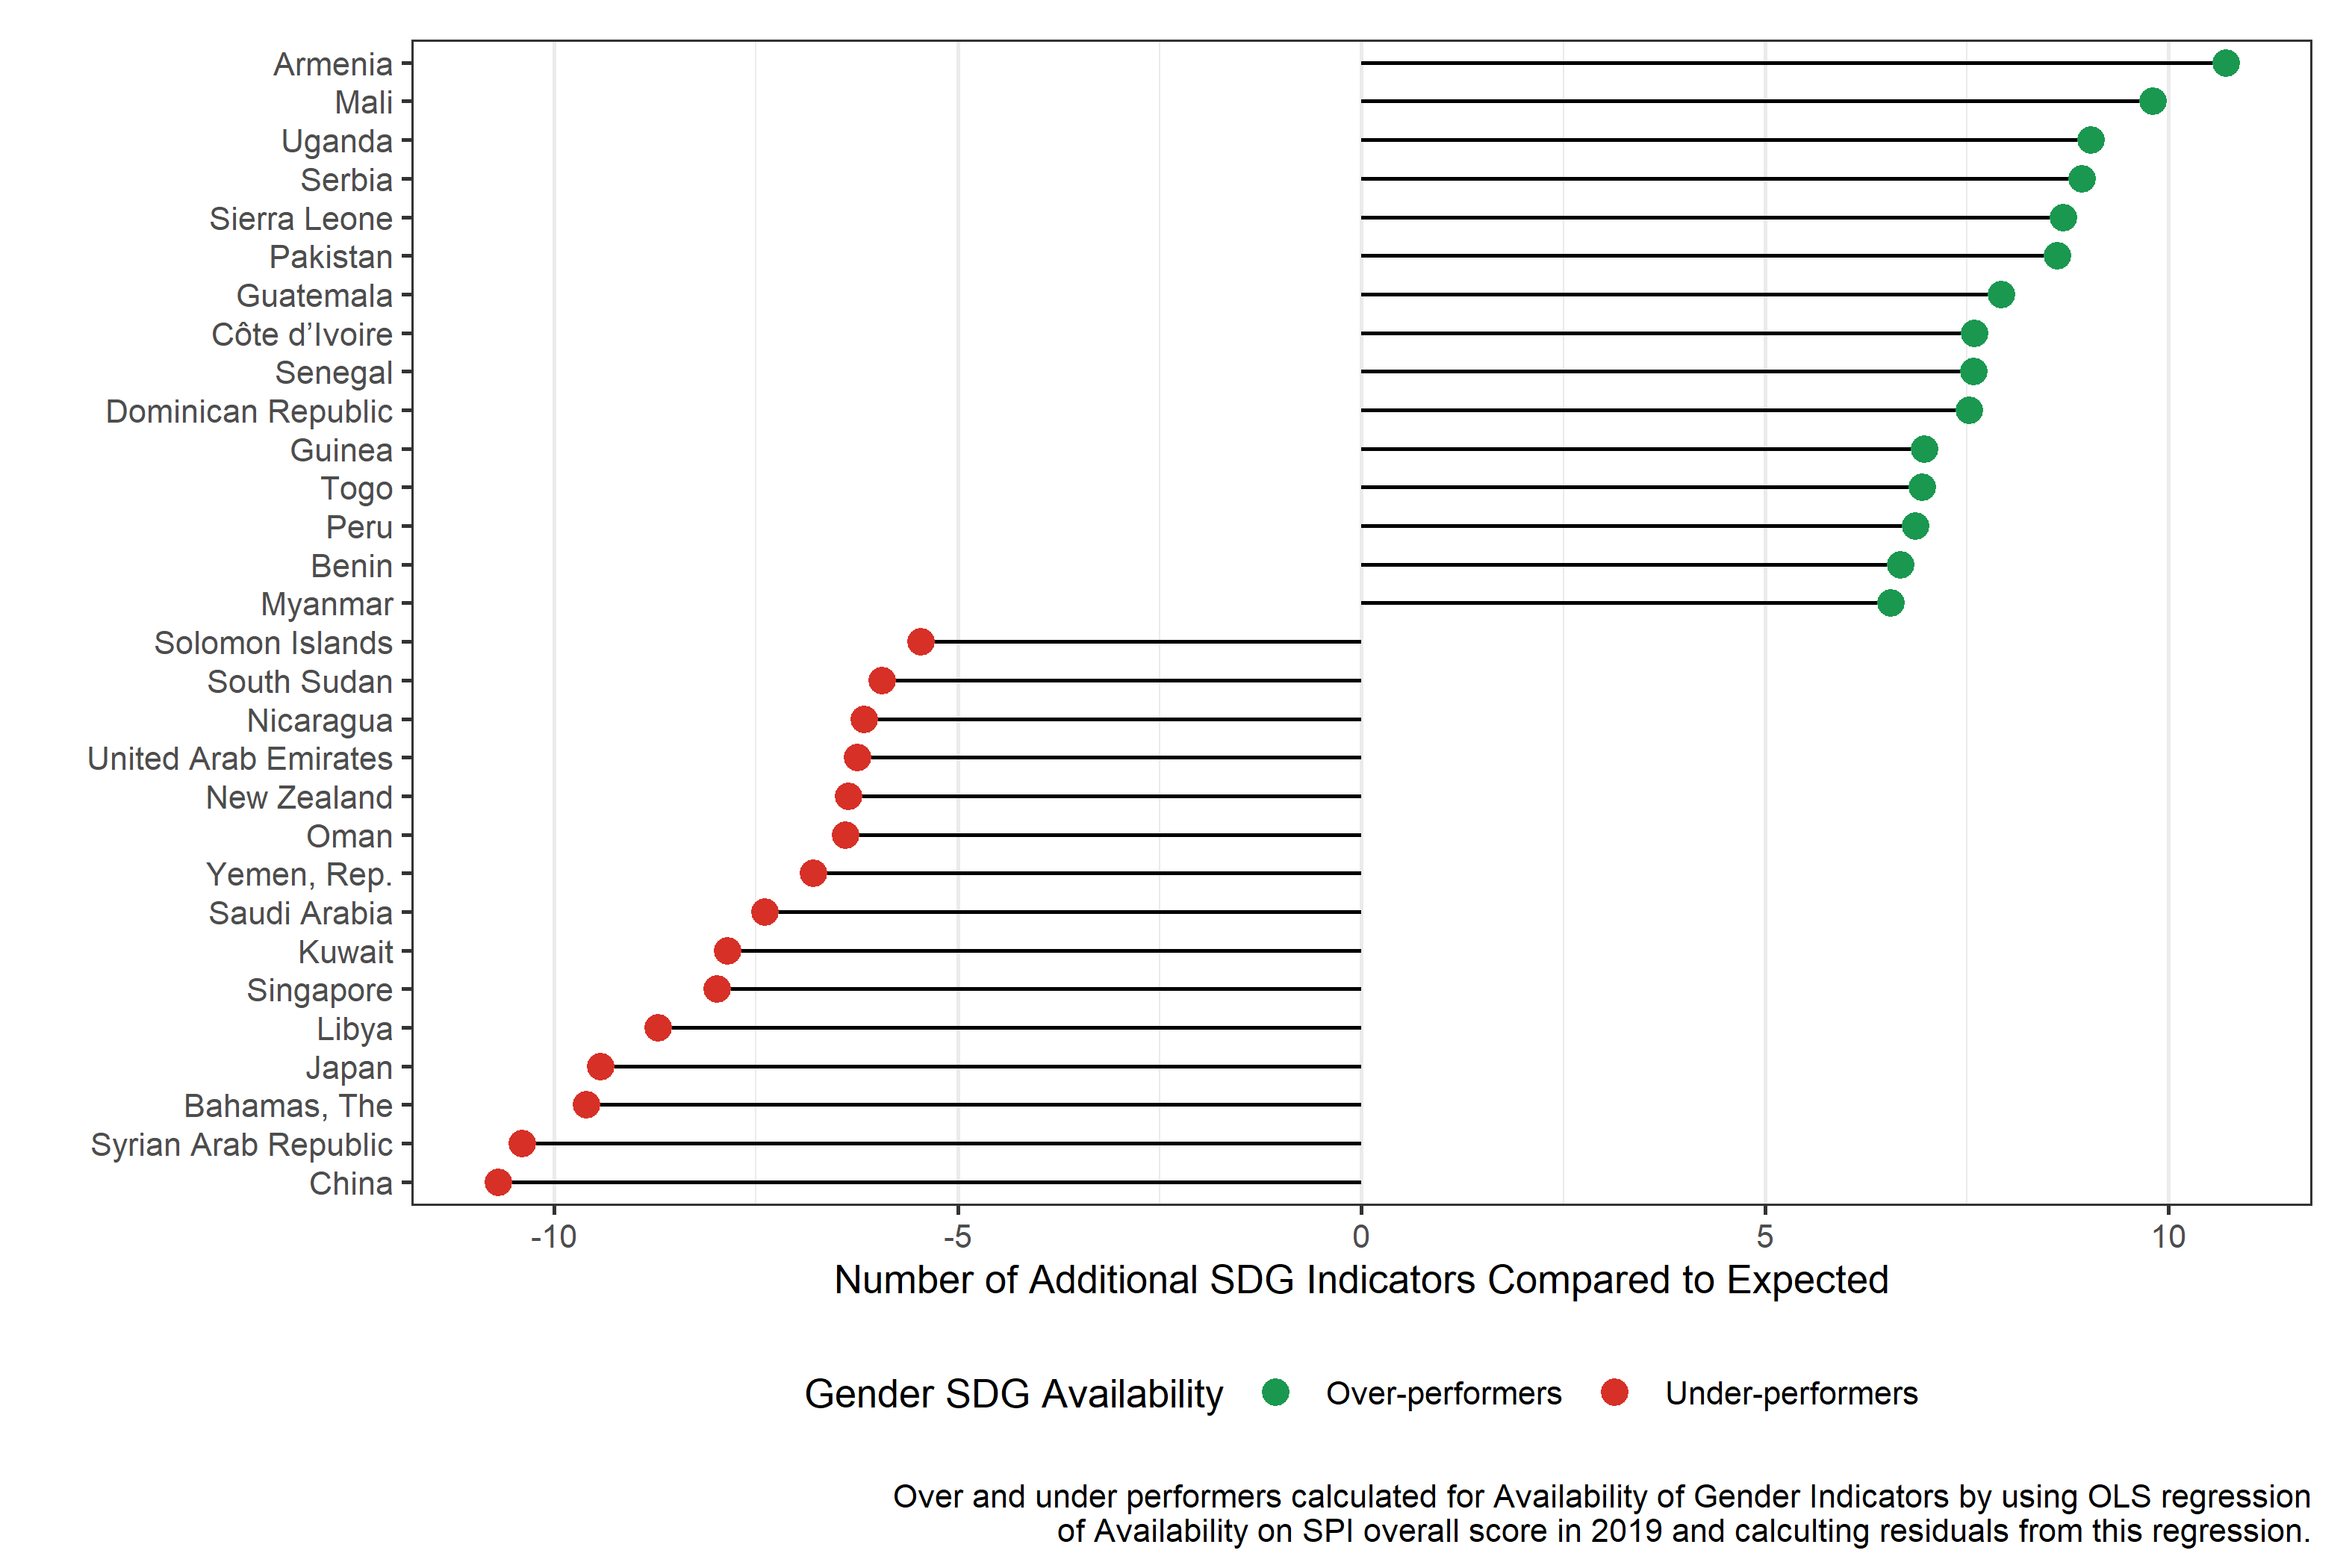 Armenia
Mali
Uganda
Serbia
Sierra Leone
Pakistan
Guatemala
Côte d’Ivoire
Senegal
Dominican Republic
Guinea
Togo
Peru
Benin
Myanmar
Solomon Islands
South Sudan
Nicaragua
United Arab Emirates
New Zealand
Oman
Yemen, Rep.
Saudi Arabia
Kuwait
Singapore
Libya
Japan
Bahamas, The
Syrian Arab Republic
China
-10 -5 0 5 10
Number of Additional SDG Indicators Compared to Expected
Gender SDG Availability Over-performers Under-performers
Over and under performers calculated for Availability of Gender Indicators by using OLS regression
of Availability on SPI overall score in 2019 and calculting residuals from this regression.